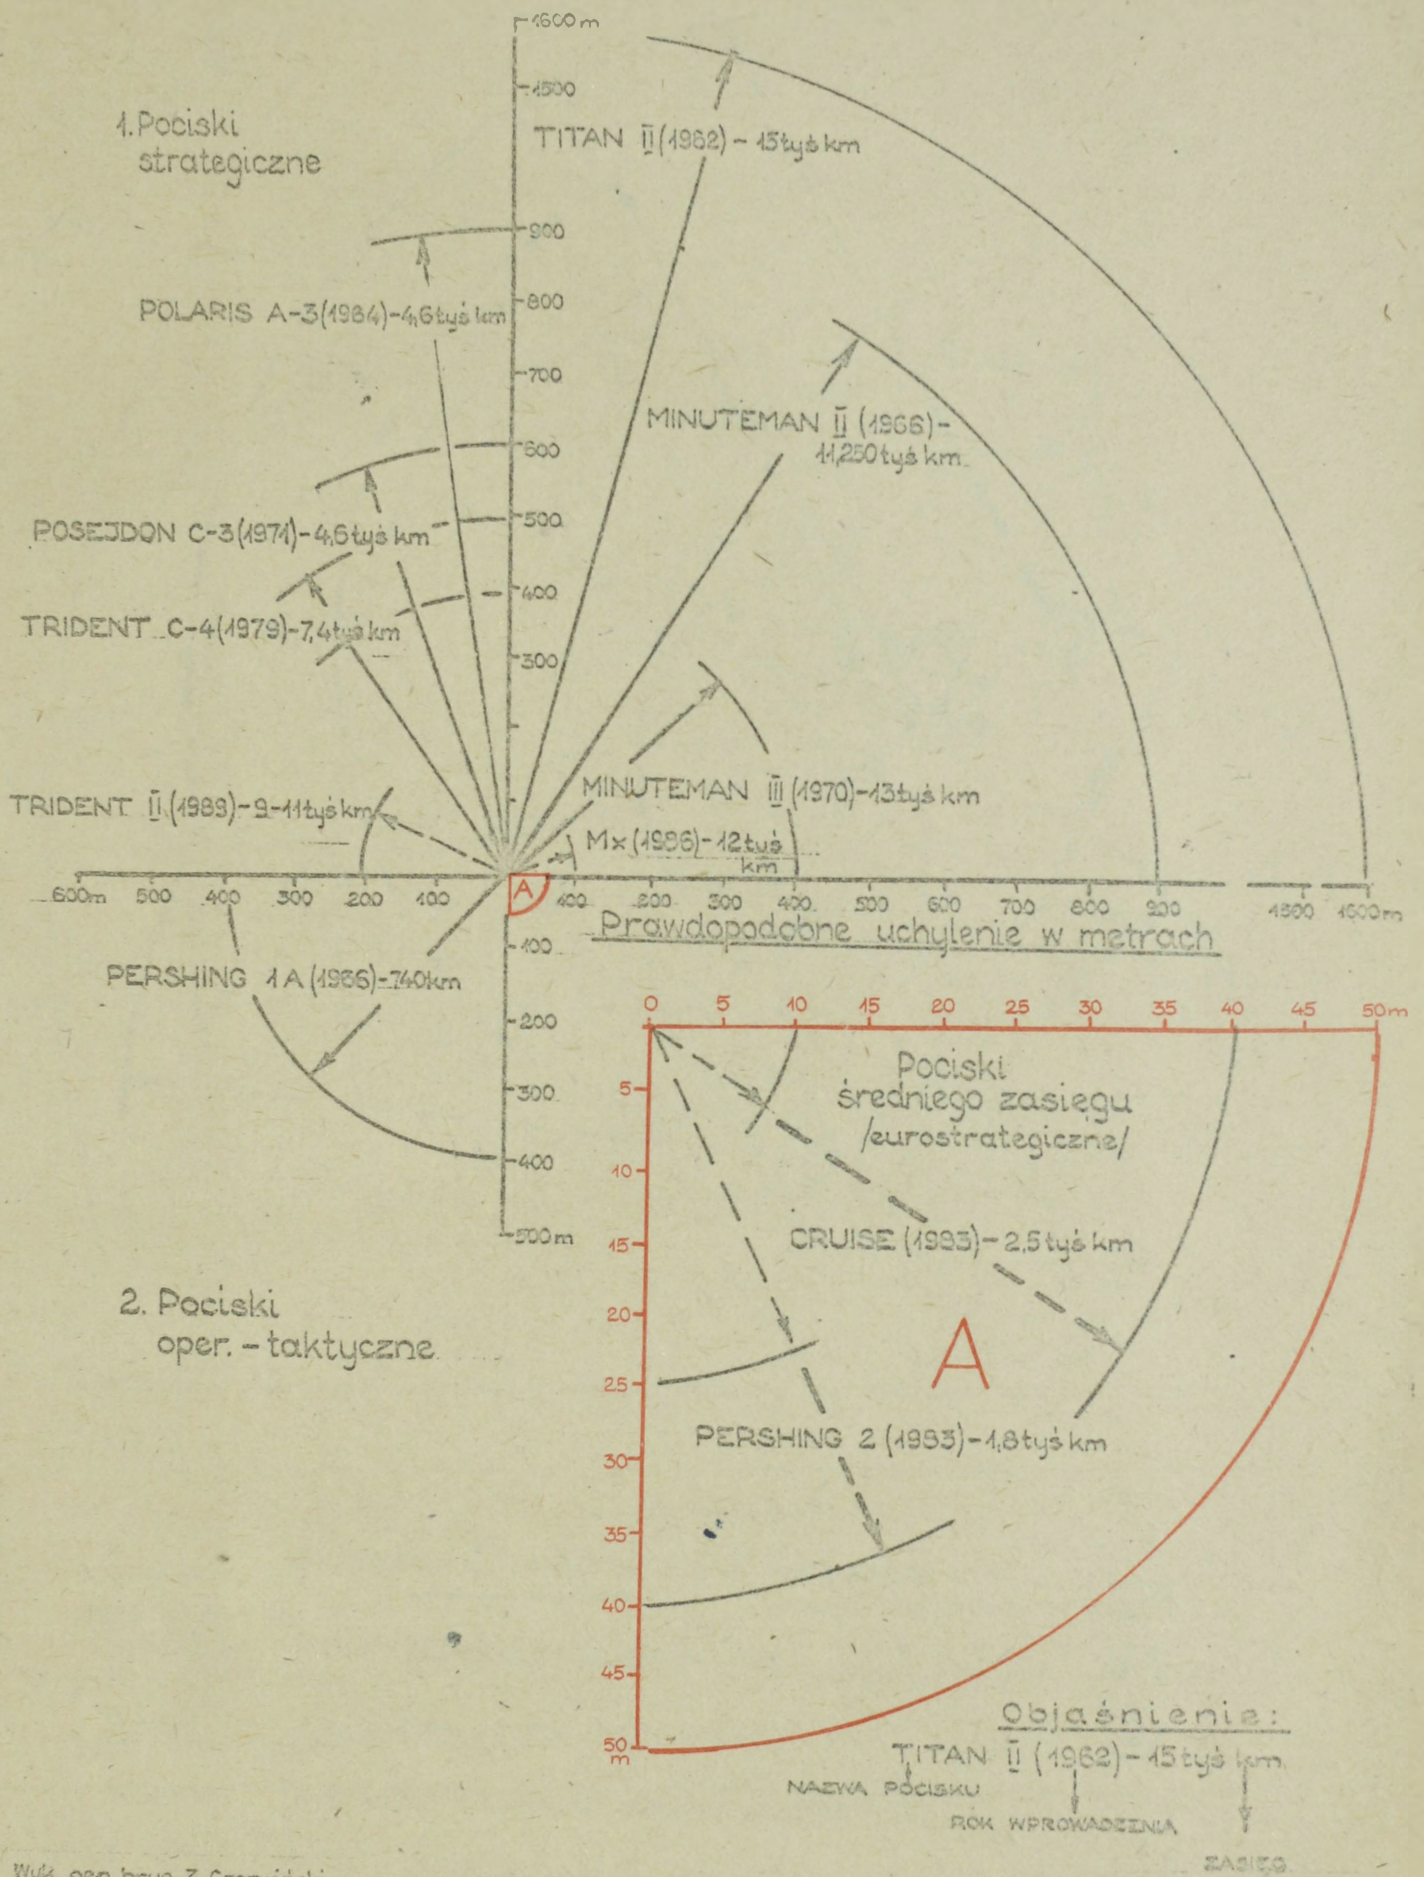 1600 m
1500
1. Pociski
strategiczne
TITAN II (1962) - 15 tyś km
900
POLARIS A-3 (1964) - 4,6 tyś km
800
700
MINUTEMAN II (1966) -
11,250 tyś km
600
POSEJDON C-3 (1971) - 4,6 tyś km
500
400
TRIDENT C-4 (1979) - 7,4 tyś km
300
MINUTEMAN III (1970) - 13 tyś km
TRIDENT II (1989) - 9-11 tyś km
Mx (1986) - 12 tyś
km
A
600m 500 400 300 200 100 100 200 300 400 500 600 700 800 900 1500 1600 m
Prawdopodobne uchylenie w metrach
100
PERSHING 1A (1966) - 740 km
200
300
400
500 m
0 5 10 15 20 25 30 35 40 45 50 m
Pociski
średniego zasięgu
/eurostrategiczne/
5
10
CRUISE (1983) - 2,5 tyś km
15
2. Pociski
oper. - taktyczne
20
A
25
PERSHING 2 (1983) - 1,8 tyś km
30
35
40
45
50
m
Objaśnienie:
TITAN II (1962) - 15 tyś km
NAZWA POCISKU
ROK WPROWADZENIA
ZASIĘG